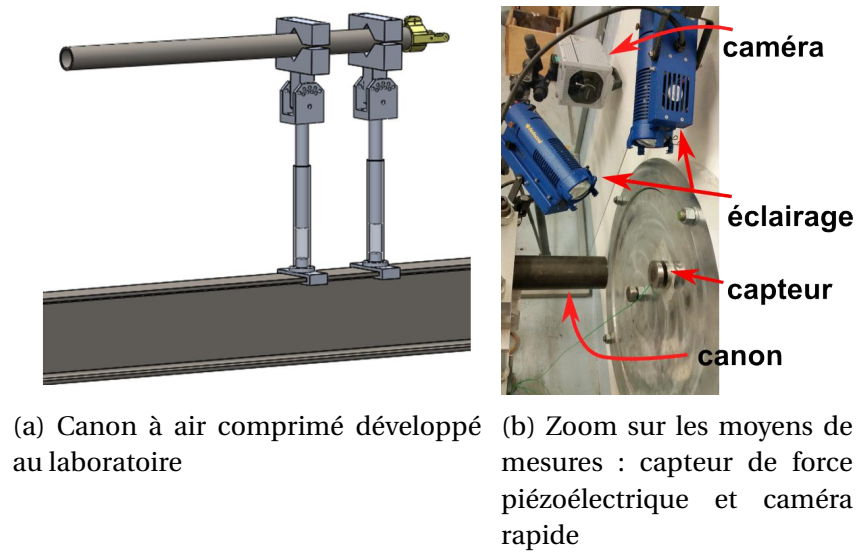 caméra
éclairage
capteur
canon
(a) Canon à air comprimé développé
au laboratoire
(b) Zoom sur les moyens de
mesures : capteur de force
piézoélectrique et caméra
rapide